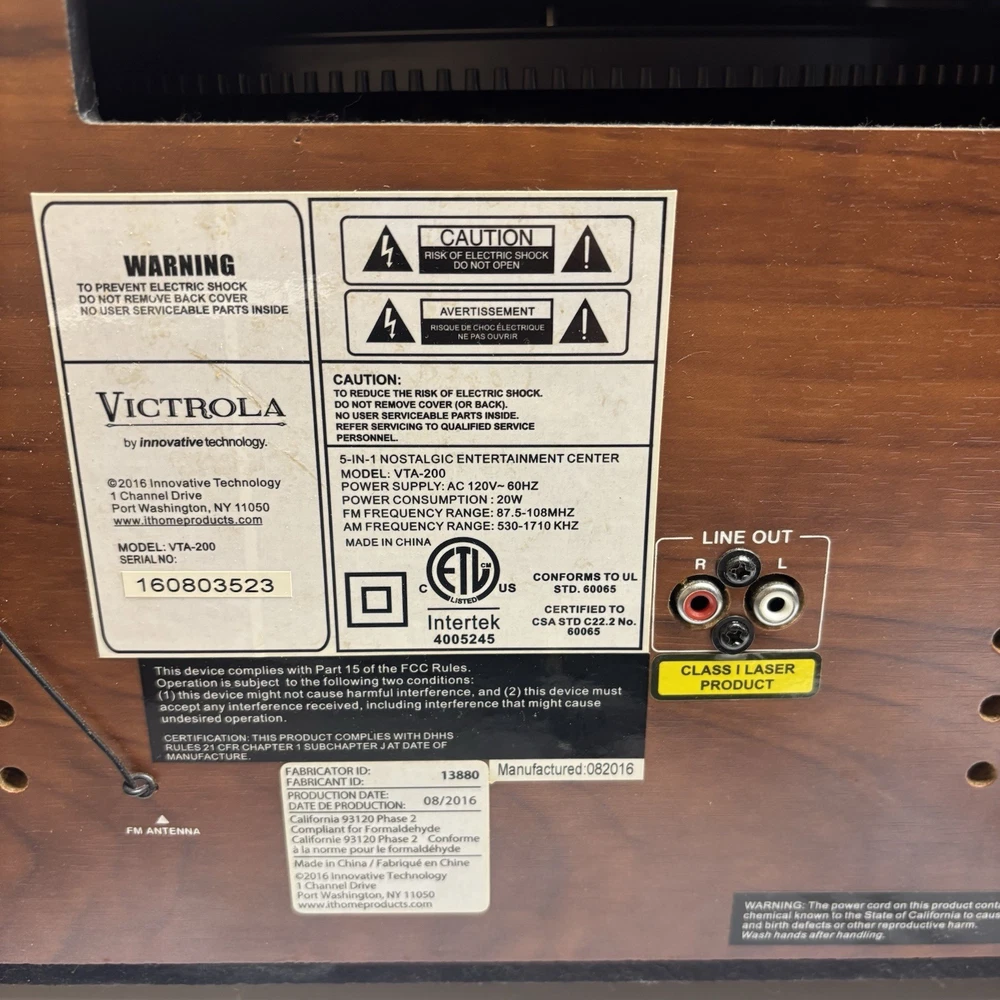 WARNING
TO PREVENT ELECTRIC SHOCK
DO NOT REMOVE BACK COVER
NO USER SERVICEABLE PARTS INSIDE
VICTROLA
by innovative technology.
©2016 Innovative Technology
1 Channel Drive
Port Washington, NY 11050
www.ithomeproducts.com
MODEL: VTA-200
SERIAL NO:
160803523
CAUTION
RISK OF ELECTRIC SHOCK
DO NOT OPEN
AVERTISSEMENT
RISQUE DE CHOC ÉLECTRIQUE
NE PAS OUVRIR
CAUTION:
TO REDUCE THE RISK OF ELECTRIC SHOCK.
DO NOT REMOVE COVER (OR BACK).
NO USER SERVICEABLE PARTS INSIDE.
REFER SERVICING TO QUALIFIED SERVICE
PERSONNEL.
5-IN-1 NOSTALGIC ENTERTAINMENT CENTER
MODEL: VTA-200
POWER SUPPLY: AC 120V~ 60HZ
POWER CONSUMPTION : 20W
FM FREQUENCY RANGE: 87.5-108MHZ
AM FREQUENCY RANGE: 530-1710 KHZ
MADE IN CHINA
C ETL CM US
LISTED
Intertek
4005245
CONFORMS TO UL
STD. 60065
CERTIFIED TO
CSA STD C22.2 No.
60065
LINE OUT
R L
CLASS I LASER
PRODUCT
This device complies with Part 15 of the FCC Rules.
Operation is subject to the following two conditions:
(1) this device might not cause harmful interference, and (2) this device must
accept any interference received, including interference that might cause
undesired operation.
CERTIFICATION: THIS PRODUCT COMPLIES WITH DHHS
RULES 21 CFR CHAPTER 1 SUBCHAPTER J AT DATE OF
MANUFACTURE.
Manufactured:082016
FABRICATOR ID:
FABRICANT ID: 13880
PRODUCTION DATE:
DATE DE PRODUCTION: 08/2016
California 93120 Phase 2
Compliant for Formaldehyde
Californie 93120 Phase 2 Conforme
à la norme pour le formaldéhyde
Made in China / Fabriqué en Chine
©2016 Innovative Technology
1 Channel Drive
Port Washington, NY 11050
www.ithomeproducts.com
FM ANTENNA
WARNING: The power cord on this product cont
chemical known to the State of California to caus
and birth defects or other reproductive harm.
Wash hands after handling.